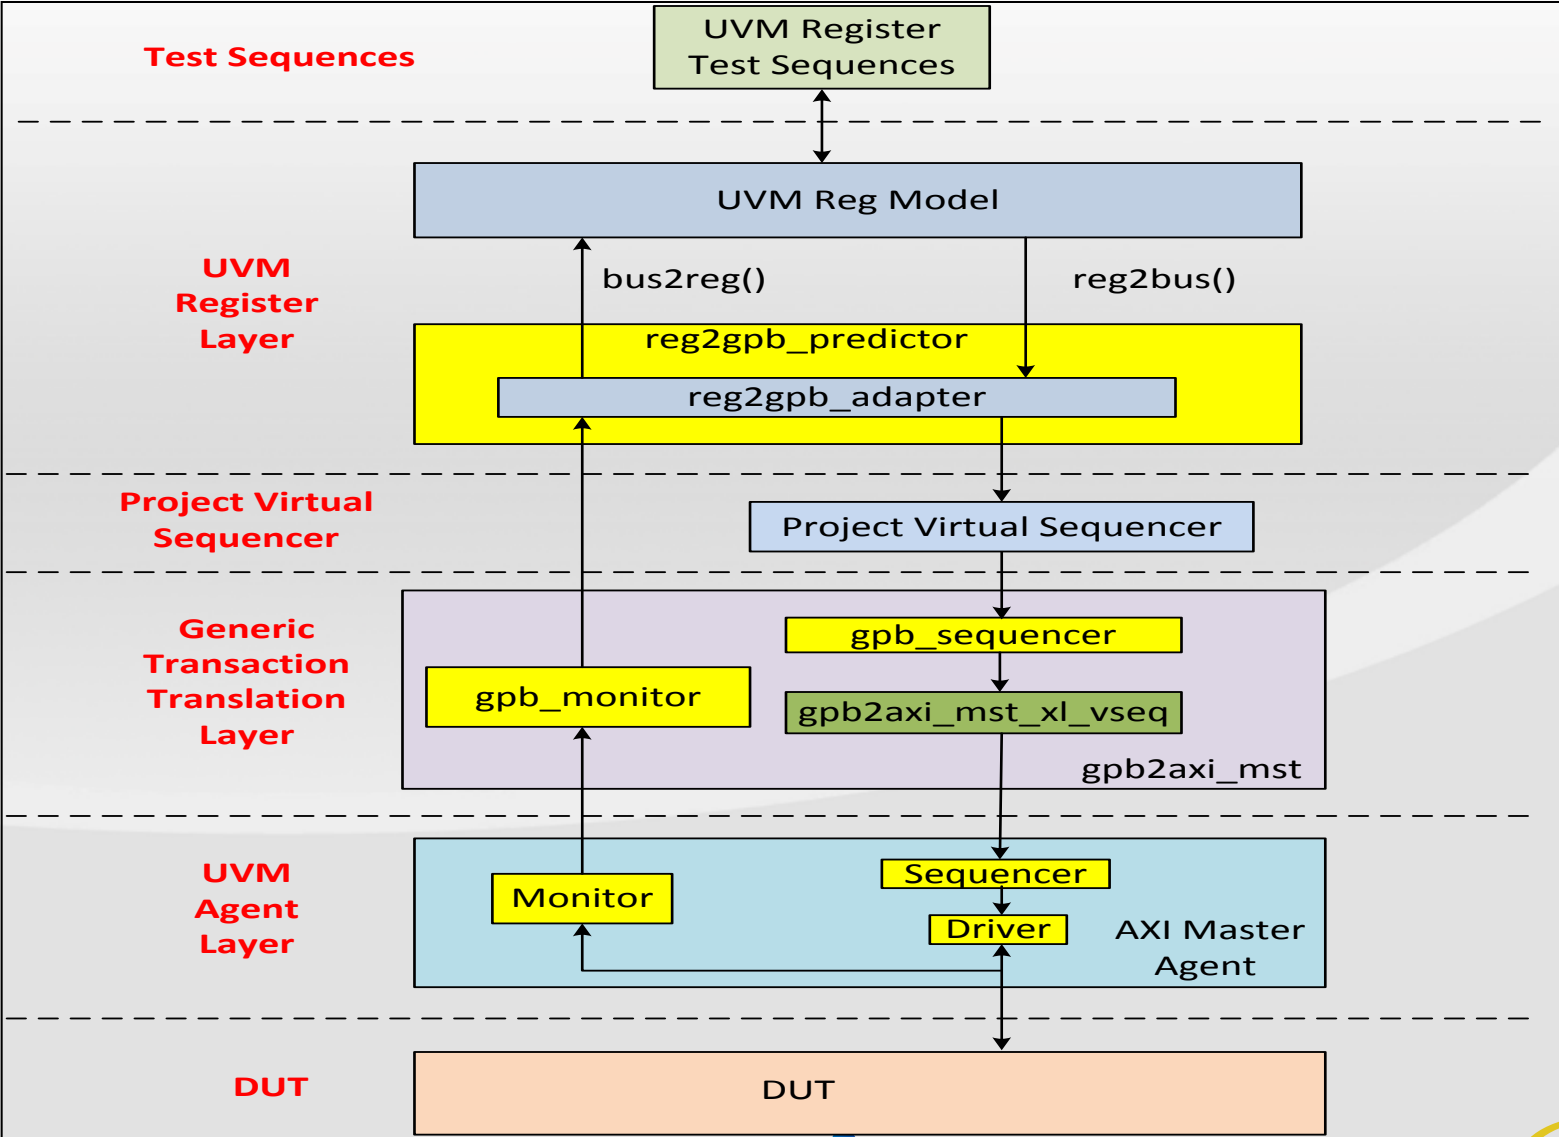 Test Sequences
UVM Register
Test Sequences
UVM Reg Model
UVM
Register
Layer
bus2reg()
reg2bus()
reg2gpb_predictor
reg2gpb_adapter
Project Virtual
Sequencer
Project Virtual Sequencer
Generic
Transaction
Translation
Layer
gpb_sequencer
gpb_monitor
gpb2axi_mst_xl_vseq
gpb2axi_mst
UVM
Agent
Layer
Monitor
Sequencer
Driver
AXI Master
Agent
DUT
DUT